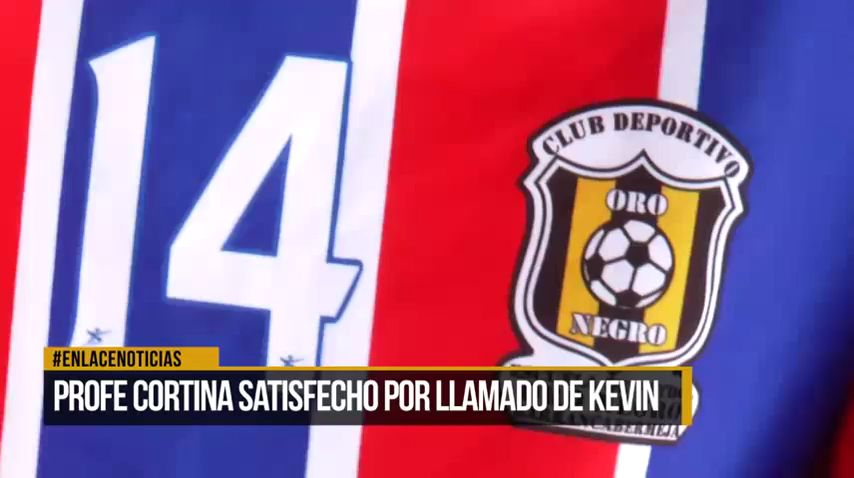 14
CLUB DEPORTIVO
ORO
NEGRO
#ENLACENOTICIAS
PROFE CORTINA SATISFECHO POR LLAMADO DE KEVIN